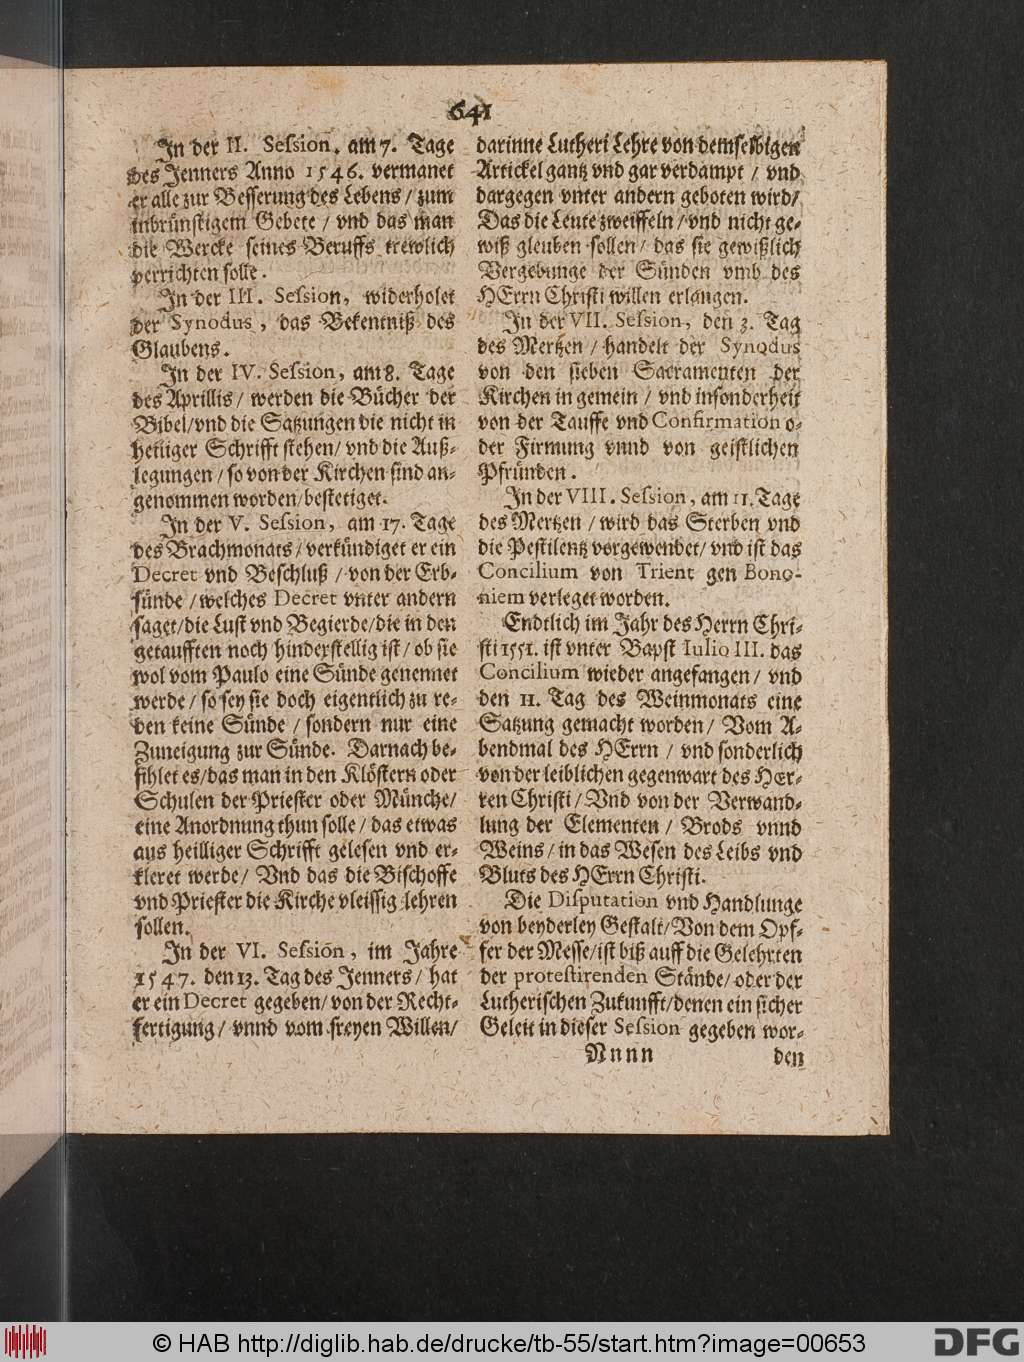 641
In der II. Seſsion. am 7. Tage
des Jenners Anno 1546. vermanet
er alle zur Beſſerung des Lebens / zum
inbrünſtigem Gebete / vnd das man
die Wercke ſeines Beruffs trewlich
verrichten ſolle.
In der III. Seſsion, widerholet
der Synodus, das Bekentniß des
Glaubens.
In der IV. Seſsion, am 8. Tage
des Aprillis / werden die Bücher der
Bibel / vnd die Satzungen die nicht in
heiliger Schrifft ſtehen / vnd die Auß-
legungen / ſo von der Kirchen ſind an-
genommen worden / beſtetiget.
In der V. Seſsion, am 17. Tage
des Brachmonats / verkündiget er ein
Decret vnd Beſchluß / von der Erb-
ſünde / welches Decret vnter andern
ſaget / die Luſt vnd Begierde / die in den
getaufften noch hinderſtellig iſt / ob ſie
wol vom Paulo eine Sünde genennet
werde / ſo ſey ſie doch eigentlich zu re-
den keine Sünde / ſondern nur eine
Zuneigung zur Sünde. Darnach be-
fihlet es / das man in den Klöſtern oder
Schulen der Prieſter oder Münche /
eine Anordnung thun ſolle / das etwas
aus heilliger Schrifft geleſen vnd er-
kleret werde / Vnd das die Biſchoffe
vnd Prieſter die Kirche vleiſſig lehren
ſollen.
In der VI. Seſsion, im Jahre
1547. den 13. Tag des Jenners / hat
er ein Decret gegeben / von der Recht-
fertigung / vnnd vom freyen Willen /
darinne Lutheri Lehre von demſelbigen
Artickel gantz vnd gar verdampt / vnd
dargegen vnter andern geboten wird /
Das die Leute zweiffeln / vnd nicht ge-
wiß gleuben ſollen / das ſie gewißlich
Vergebunge der Sünden vmb des
HErrn Chriſti willen erlangen.
In der VII. Seſsion, den 3. Tag
des Mertzen / handelt der Synodus
von den ſieben Sacramenten der
Kirchen in gemein / vnd inſonderheit
von der Tauffe vnd Confirmation o-
der Firmung vnnd von geiſtlichen
Pfründen.
In der VIII. Seſsion, am 11. Tage
des Mertzen / wird das Sterben vnd
die Peſtilentz vorgewendet / vnd iſt das
Concilium von Trient gen Bono-
niem verleget worden.
Endtlich im Jahr des Herrn Chri-
ſti 1551. iſt vnter Bapſt Iulio III. das
Concilium wieder angefangen / vnd
den 11. Tag des Weinmonats eine
Satzung gemacht worden / Vom A-
bendmal des HErrn / vnd ſonderlich
von der leiblichen gegenwart des HEr-
ren Chriſti / Vnd von der Verwand-
lung der Elementen / Brods vnnd
Weins / in das Weſen des Leibs vnd
Bluts des HErrn Chriſti.
Die Diſputation vnd Handlunge
von beyderley Geſtalt / Von dem Opf-
fer der Meſſe / iſt biß auff die Gelehrten
der proteſtirenden Stände / oder der
Lutheriſchen Zukunfft / denen ein ſicher
Geleit in dieſer Seſsion gegeben wor-
Nnnn den
© HAB http://diglib.hab.de/drucke/tb-55/start.htm?image=00653 DFG